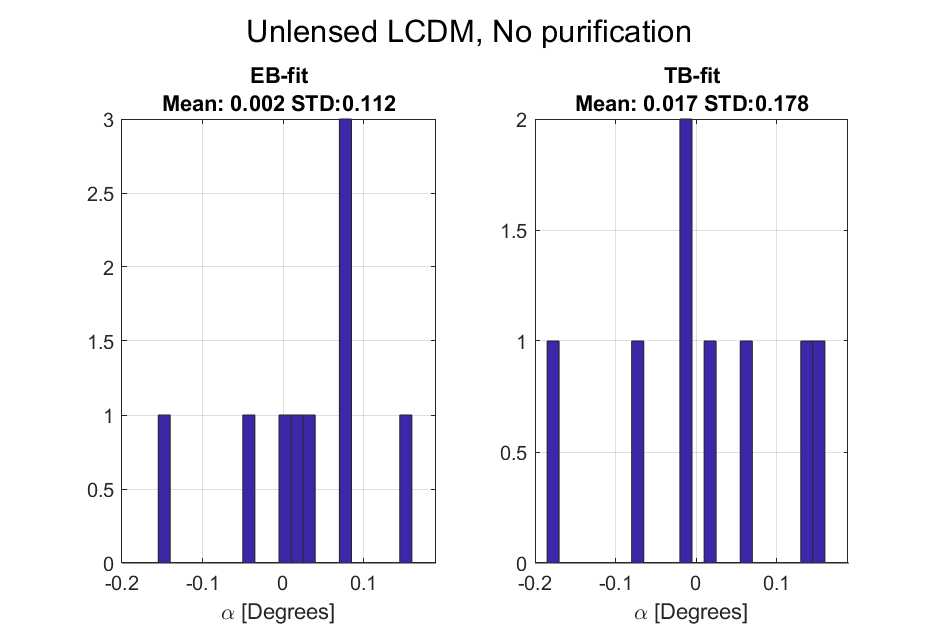 Unlensed LCDM, No purification
EB-fit
Mean: 0.002 STD:0.112
3
2.5
2
1.5
1
0.5
0
-0.2 -0.1 0 0.1
α [Degrees]
TB-fit
Mean: 0.017 STD:0.178
2
1.5
1
0.5
0
-0.2 -0.1 0 0.1
α [Degrees]